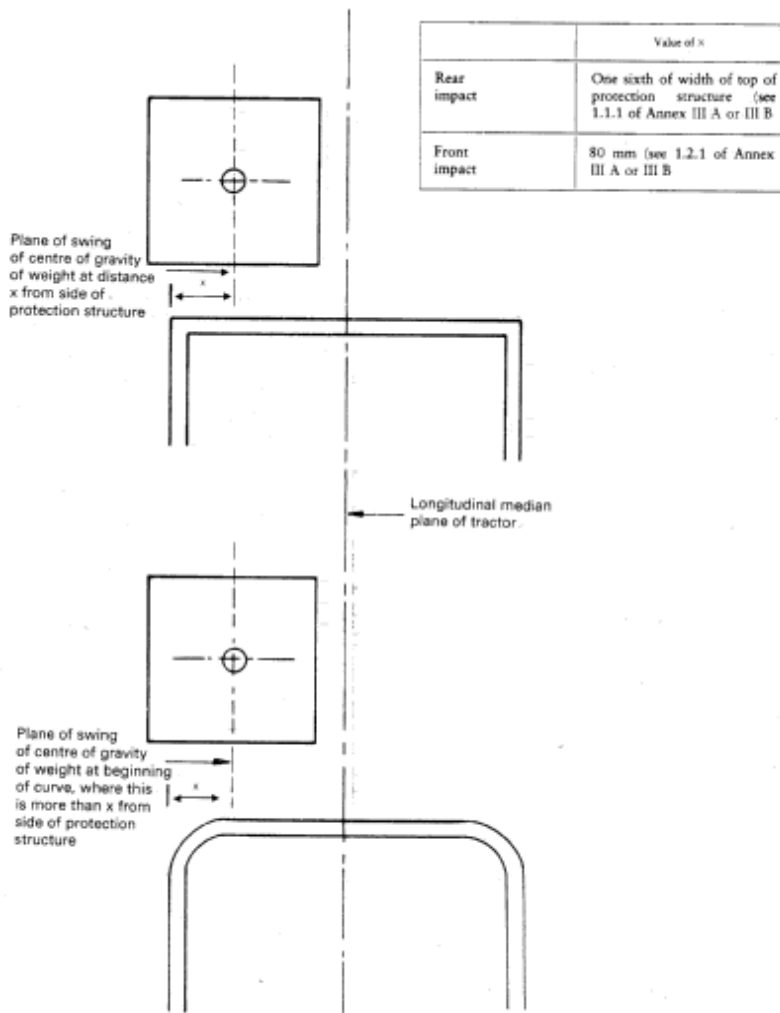 Value of x
Rear
impact
One sixth of width of top of
protection structure (see
1.1.1 of Annex III A or III B
Front
impact
80 mm (see 1.2.1 of Annex
III A or III B
Plane of swing
of centre of gravity
of weight at distance
x from side of
protection structure
x
Longitudinal median
plane of tractor
Plane of swing
of centre of gravity
of weight at beginning
of curve, where this
is more than x from
side of protection
structure
x